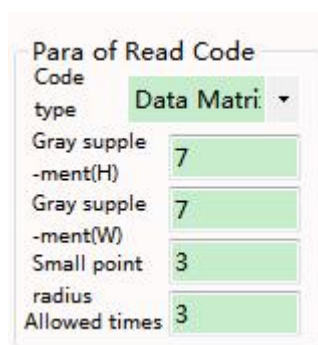 Para of Read Code
Code
type
Data Matri
Gray supple
-ment(H)
7
Gray supple
-ment(W)
7
Small point
radius
3
Allowed times
3